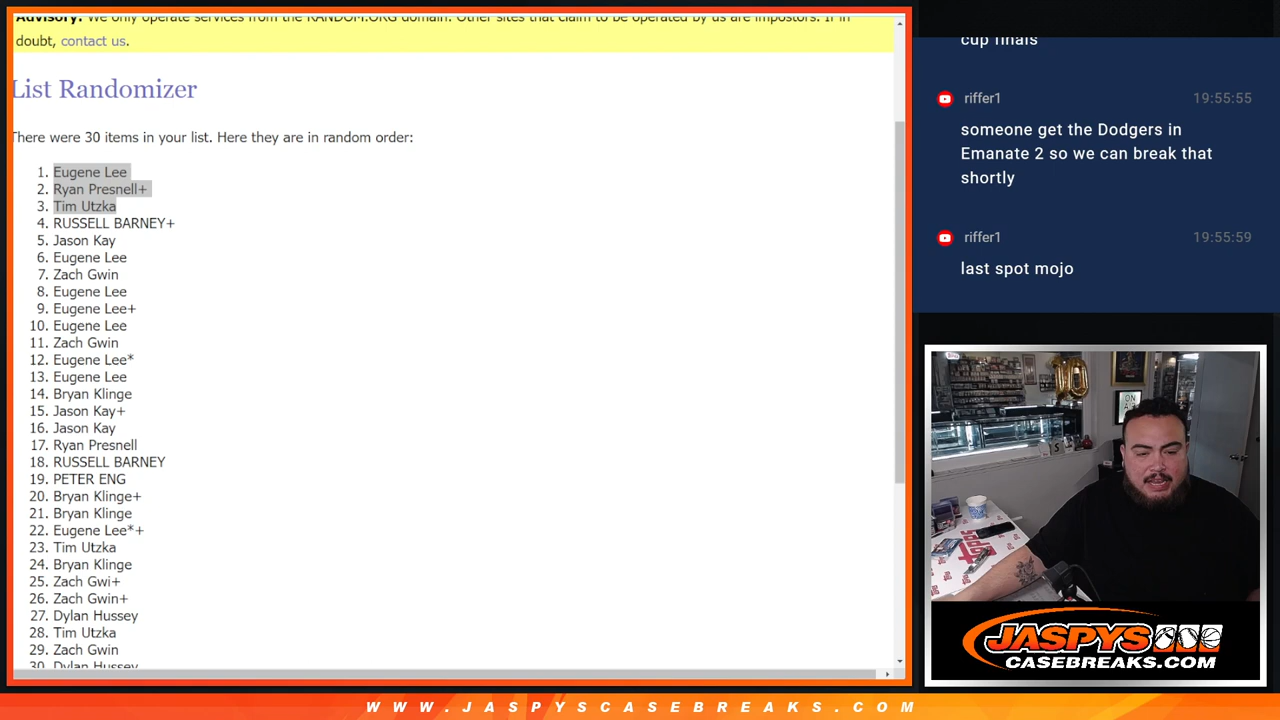 Advisory: We only operate services from the RANDOM.ORG domain. Other sites that claim to be operated by us are impostors. If in
doubt, contact us.
List Randomizer
There were 30 items in your list. Here they are in random order:
1. Eugene Lee
2. Ryan Presnell+
3. Tim Utzka
4. RUSSELL BARNEY+
5. Jason Kay
6. Eugene Lee
7. Zach Gwin
8. Eugene Lee
9. Eugene Lee+
10. Eugene Lee
11. Zach Gwin
12. Eugene Lee*
13. Eugene Lee
14. Bryan Klinge
15. Jason Kay+
16. Jason Kay
17. Ryan Presnell
18. RUSSELL BARNEY
19. PETER ENG
20. Bryan Klinge+
21. Bryan Klinge
22. Eugene Lee*+
23. Tim Utzka
24. Bryan Klinge
25. Zach Gwi+
26. Zach Gwin+
27. Dylan Hussey
28. Tim Utzka
29. Zach Gwin
30. Dylan Hussey
cup finals
riffer1 19:55:55
someone get the Dodgers in
Emanate 2 so we can break that
shortly
riffer1 19:55:59
last spot mojo
ON
JASPYS
CASEBREAKS.COM
WWW.JASPYSCASEBREAKS.COM